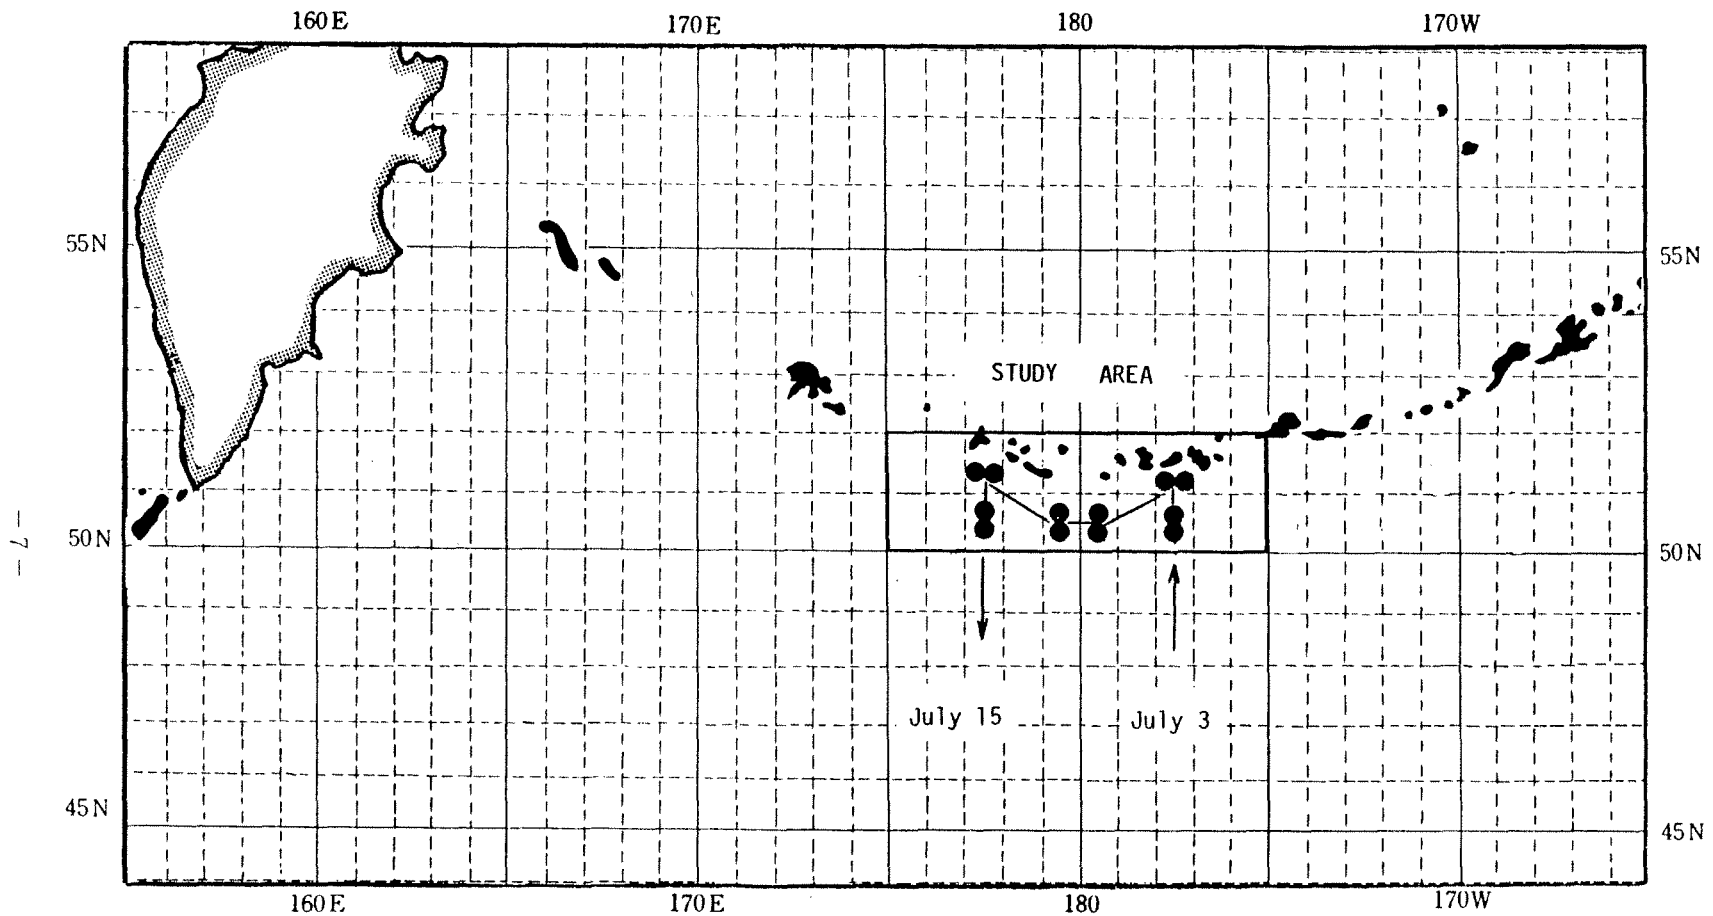 160E 170E 180 170W
55N 55N
STUDY AREA
50N 50N
July 15 July 3
45N 45N
160E 170E 180 170W
— 7 —